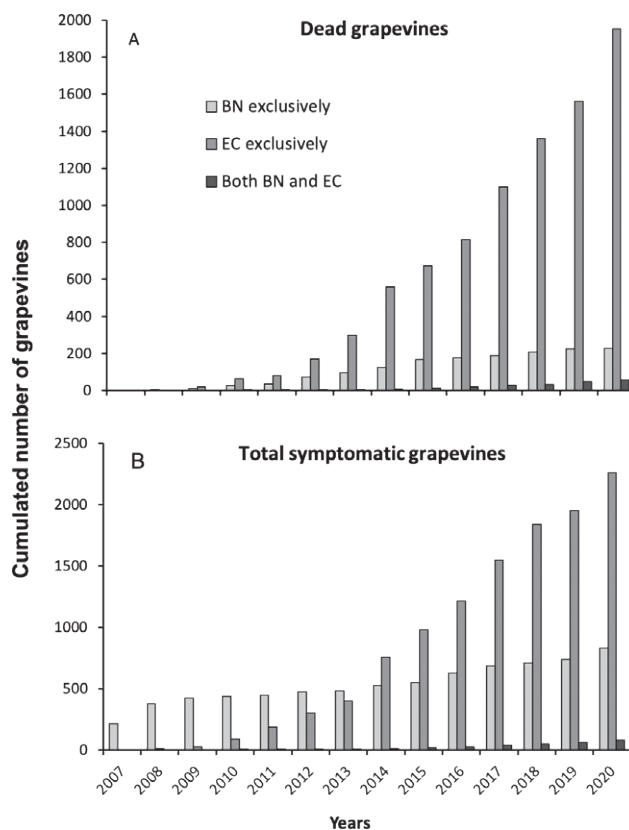 Dead grapevines
A
BN exclusively
EC exclusively
Both BN and EC
2000
1800
1600
1400
1200
1000
800
600
400
200
0
Cumulated number of grapevines
Total symptomatic grapevines
B
2500
2000
1500
1000
500
0
2007 2008 2009 2010 2011 2012 2013 2014 2015 2016 2017 2018 2019 2020
Years